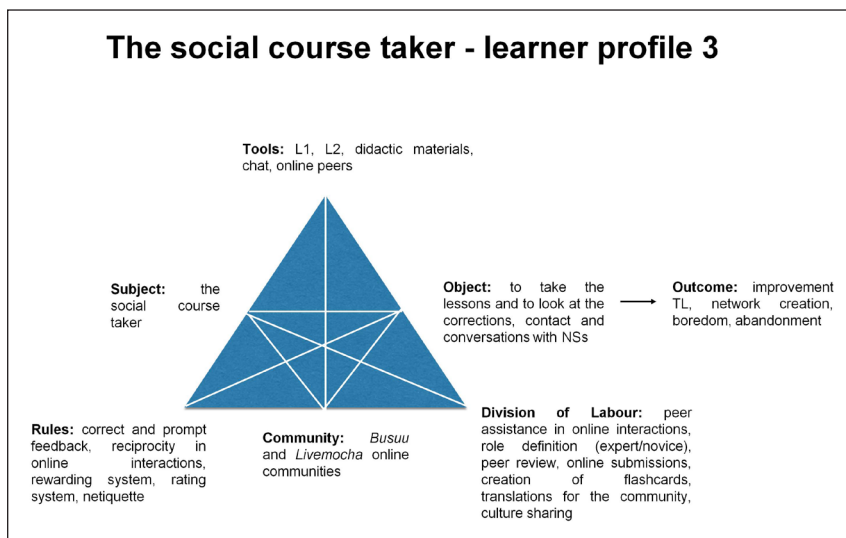 The social course taker - learner profile 3
Tools: L1, L2, didactic materials,
chat, online peers
Subject: the
social course
taker
Object: to take the
lessons and to look at the
corrections, contact and
conversations with NSs
Outcome: improvement
TL, network creation,
boredom, abandonment
Rules: correct and prompt
feedback, reciprocity in
online interactions,
rewarding system, rating
system, netiquette
Community: Busuu
and Livemocha online
communities
Division of Labour: peer
assistance in online interactions,
role definition (expert/novice),
peer review, online submissions,
creation of flashcards,
translations for the community,
culture sharing